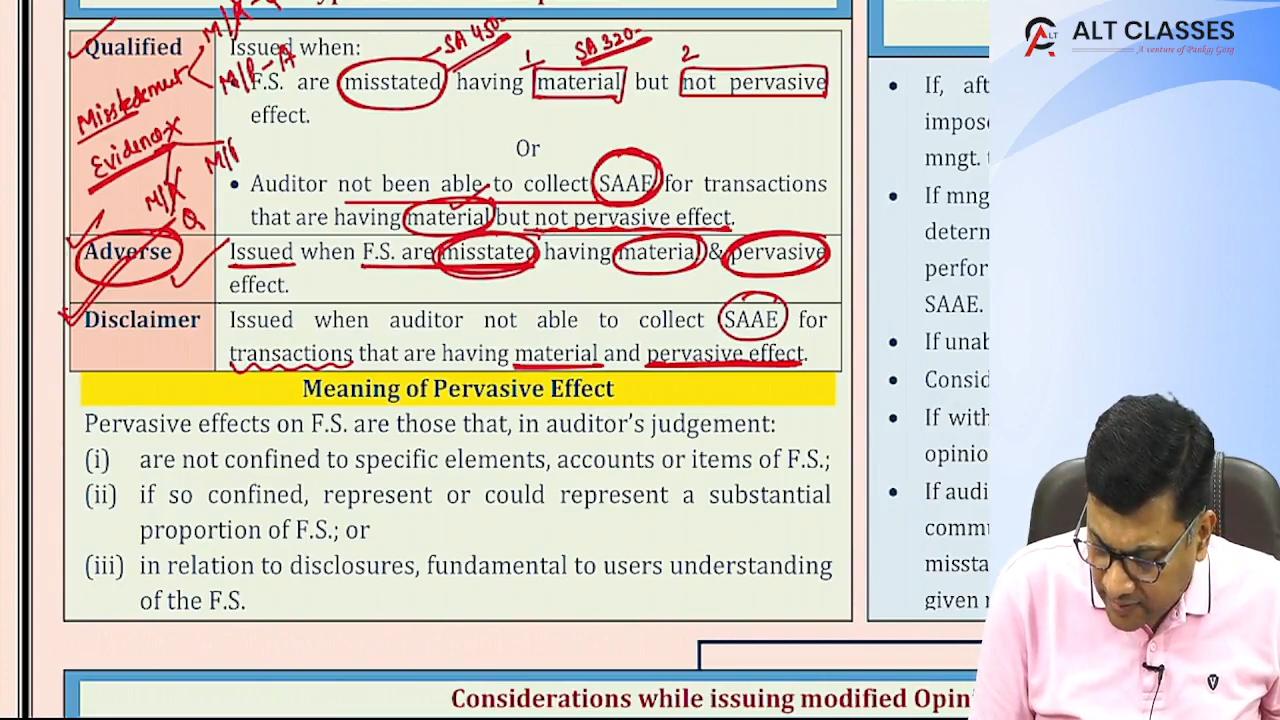 ALT CLASSES
A venture of Pankaj Garg
ALT
Qualified
Issued when:
F.S. are misstated having material but not pervasive
effect.
Or
• Auditor not been able to collect SAAE for transactions
that are having material but not pervasive effect.
SA 450
SA 320
1
2
Misstatement
Evidence
M/P - A
Q
Adverse
Issued when F.S. are misstated having material & pervasive
effect.
Disclaimer
Issued when auditor not able to collect SAAE for
transactions that are having material and pervasive effect.
Meaning of Pervasive Effect
Pervasive effects on F.S. are those that, in auditor's judgement:
(i) are not confined to specific elements, accounts or items of F.S.;
(ii) if so confined, represent or could represent a substantial
proportion of F.S.; or
(iii) in relation to disclosures, fundamental to users understanding
of the F.S.
• If, aft
impose
mngt. t
• If mng
determ
perfor
SAAE.
• If unab
• Consid
• If with
opinio
• If audi
commu
missta
given r
Considerations while issuing modified Opin